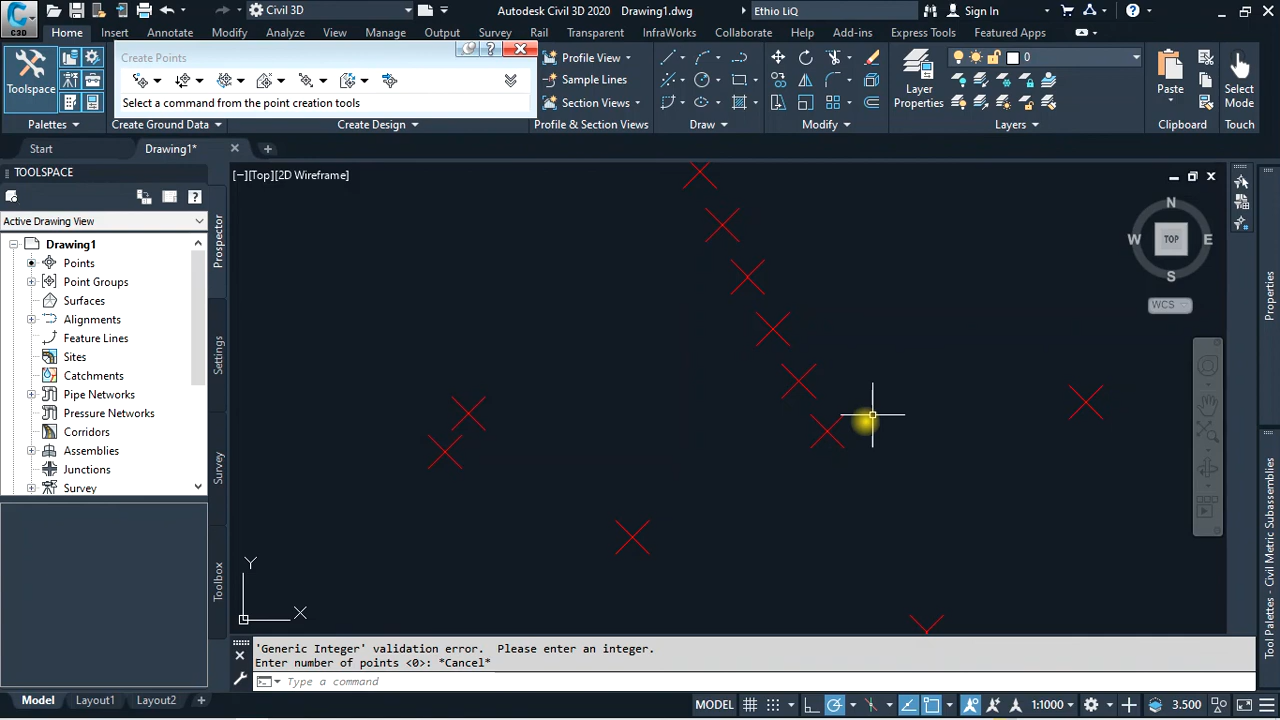 C3D
Civil 3D
Autodesk Civil 3D 2020 Drawing1.dwg
Ethio LiQ
Sign In
Home Insert Annotate Modify Analyze View Manage Output Survey Rail Transparent InfraWorks Collaborate Help Add-ins Express Tools Featured Apps
Create Points
Select a command from the point creation tools
Toolspace
Profile View
Sample Lines
Section Views
Layer
Properties
0
Paste
Select
Mode
Palettes Create Ground Data Create Design Profile & Section Views Draw Modify Layers Clipboard Touch
Start Drawing1*
TOOLSPACE
Active Drawing View
Drawing1
Points
Point Groups
Surfaces
Alignments
Feature Lines
Sites
Catchments
Pipe Networks
Pressure Networks
Corridors
Assemblies
Junctions
Survey
Prospector
Settings
Survey
Toolbox
[−][Top][2D Wireframe]
N
W TOP E
S
WCS
Y
X
Properties
Tool Palettes - Civil Metric Subassemblies
'Generic Integer' validation error. Please enter an integer.
Enter number of points <0>: *Cancel*
Type a command
Model Layout1 Layout2
MODEL
1:1000
3.500